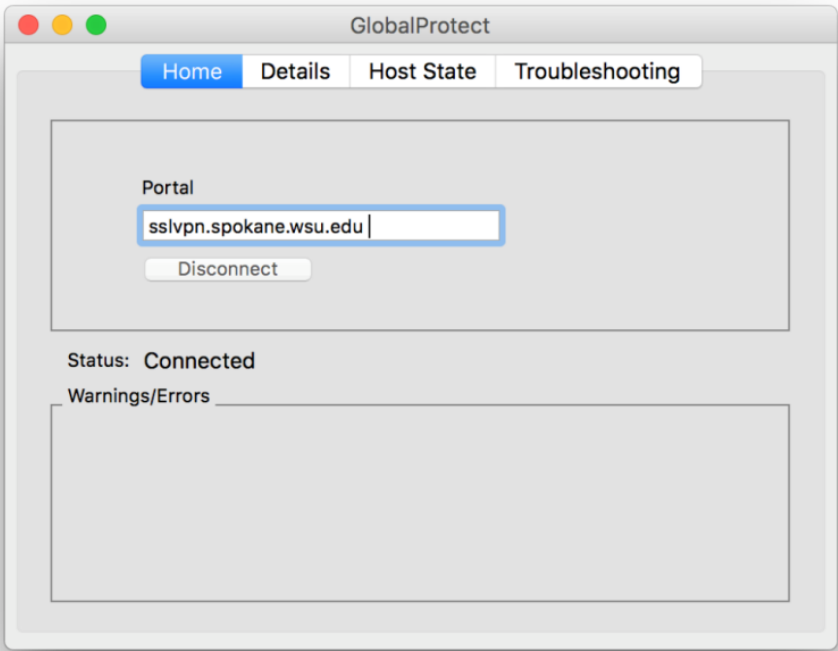 GlobalProtect
Home Details Host State Troubleshooting
Portal
sslvpn.spokane.wsu.edu
Disconnect
Status: Connected
Warnings/Errors